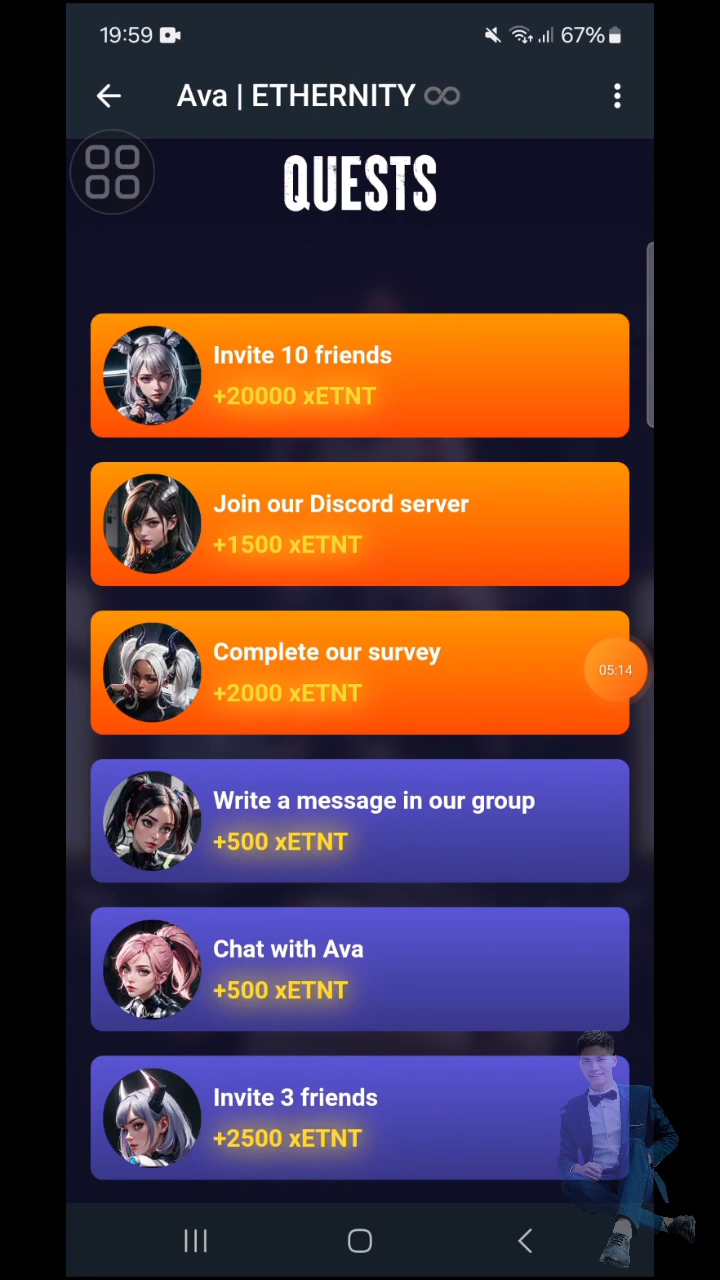 19:59
67%
Ava | ETHERNITY
QUESTS
Invite 10 friends
+20000 xETNT
Join our Discord server
+1500 xETNT
Complete our survey
+2000 xETNT
05:14
Write a message in our group
+500 xETNT
Chat with Ava
+500 xETNT
Invite 3 friends
+2500 xETNT